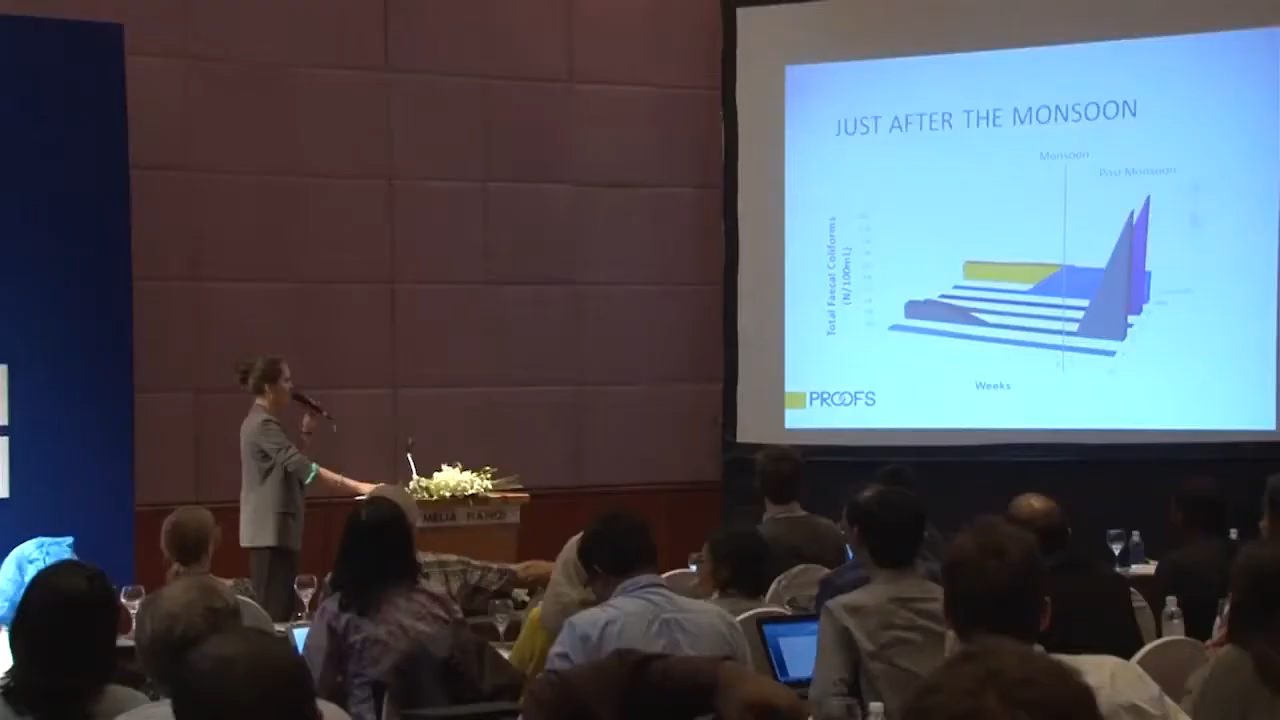 JUST AFTER THE MONSOON
Monsoon
Post Monsoon
Total Faecal Coliforms
(N/100mL)
Weeks
PROOFS
MELIA HANOI